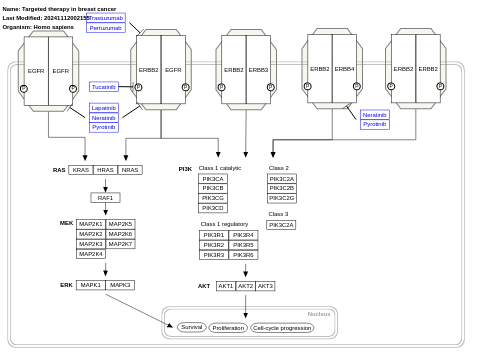 Name: Targeted therapy in breast cancer
Last Modified: 20241112002155
Organism: Homo sapiens
Trastuzumab
Pertuzumab
EGFR EGFR
ERBB2 EGFR
ERBB2 ERBB3
ERBB2 ERBB4
ERBB2 ERBB2
P P P P P P P P P P
Tucatinib
Lapatinib
Neratinib
Pyrotinib
Neratinib
Pyrotinib
RAS KRAS HRAS NRAS
RAF1
MEK MAP2K1 MAP2K5
MAP2K2 MAP2K6
MAP2K3 MAP2K7
MAP2K4
ERK MAPK1 MAPK3
PI3K Class 1 catalytic
PIK3CA
PIK3CB
PIK3CG
PIK3CD
Class 2
PIK3C2A
PIK3C2B
PIK3C2G
Class 3
PIK3C2A
Class 1 regulatory
PIK3R1 PIK3R4
PIK3R2 PIK3R5
PIK3R3 PIK3R6
AKT AKT1 AKT2 AKT3
Nucleus
Survival Proliferation Cell-cycle progression